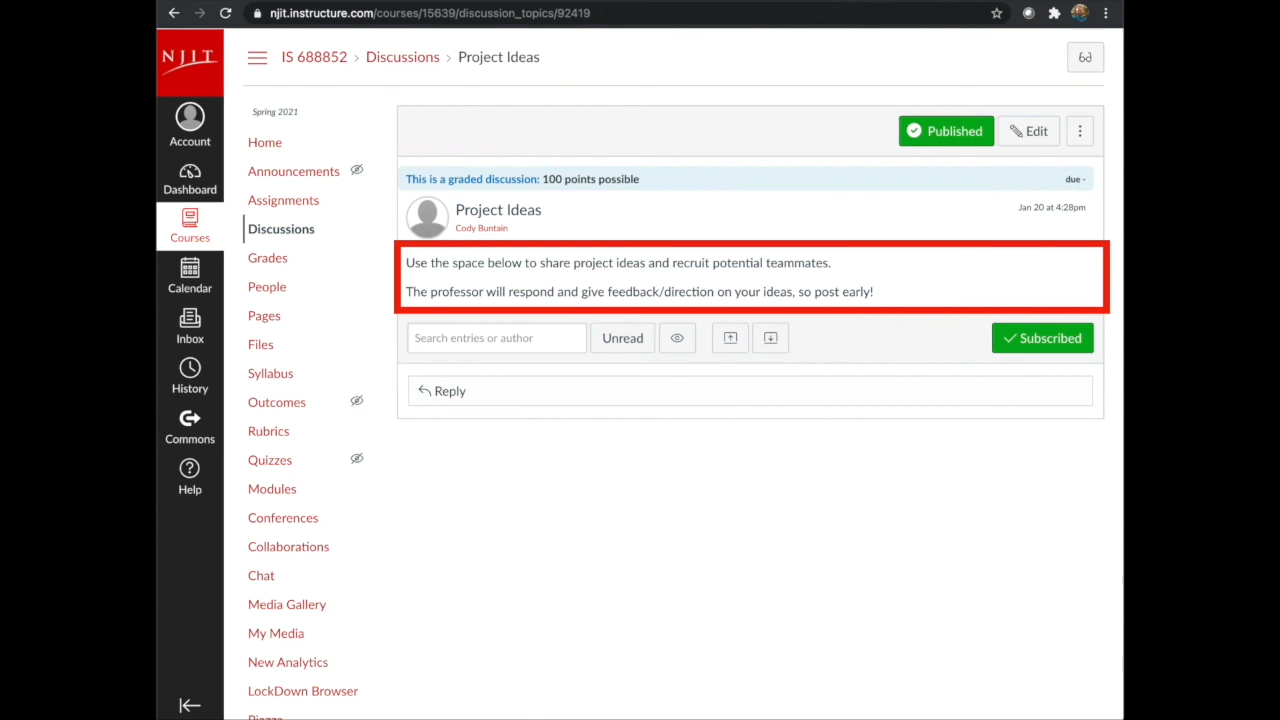 njit.instructure.com/courses/15639/discussion_topics/92419
NJIT
IS 688852 > Discussions > Project Ideas
Account
Dashboard
Courses
Calendar
Inbox
History
Commons
Help
Spring 2021
Home
Announcements
Assignments
Discussions
Grades
People
Pages
Files
Syllabus
Outcomes
Rubrics
Quizzes
Modules
Conferences
Collaborations
Chat
Media Gallery
My Media
New Analytics
LockDown Browser
Piazza
Published Edit
This is a graded discussion: 100 points possible due -
Project Ideas Jan 20 at 4:28pm
Cody Buntain
Use the space below to share project ideas and recruit potential teammates.
The professor will respond and give feedback/direction on your ideas, so post early!
Search entries or author Unread Subscribed
Reply